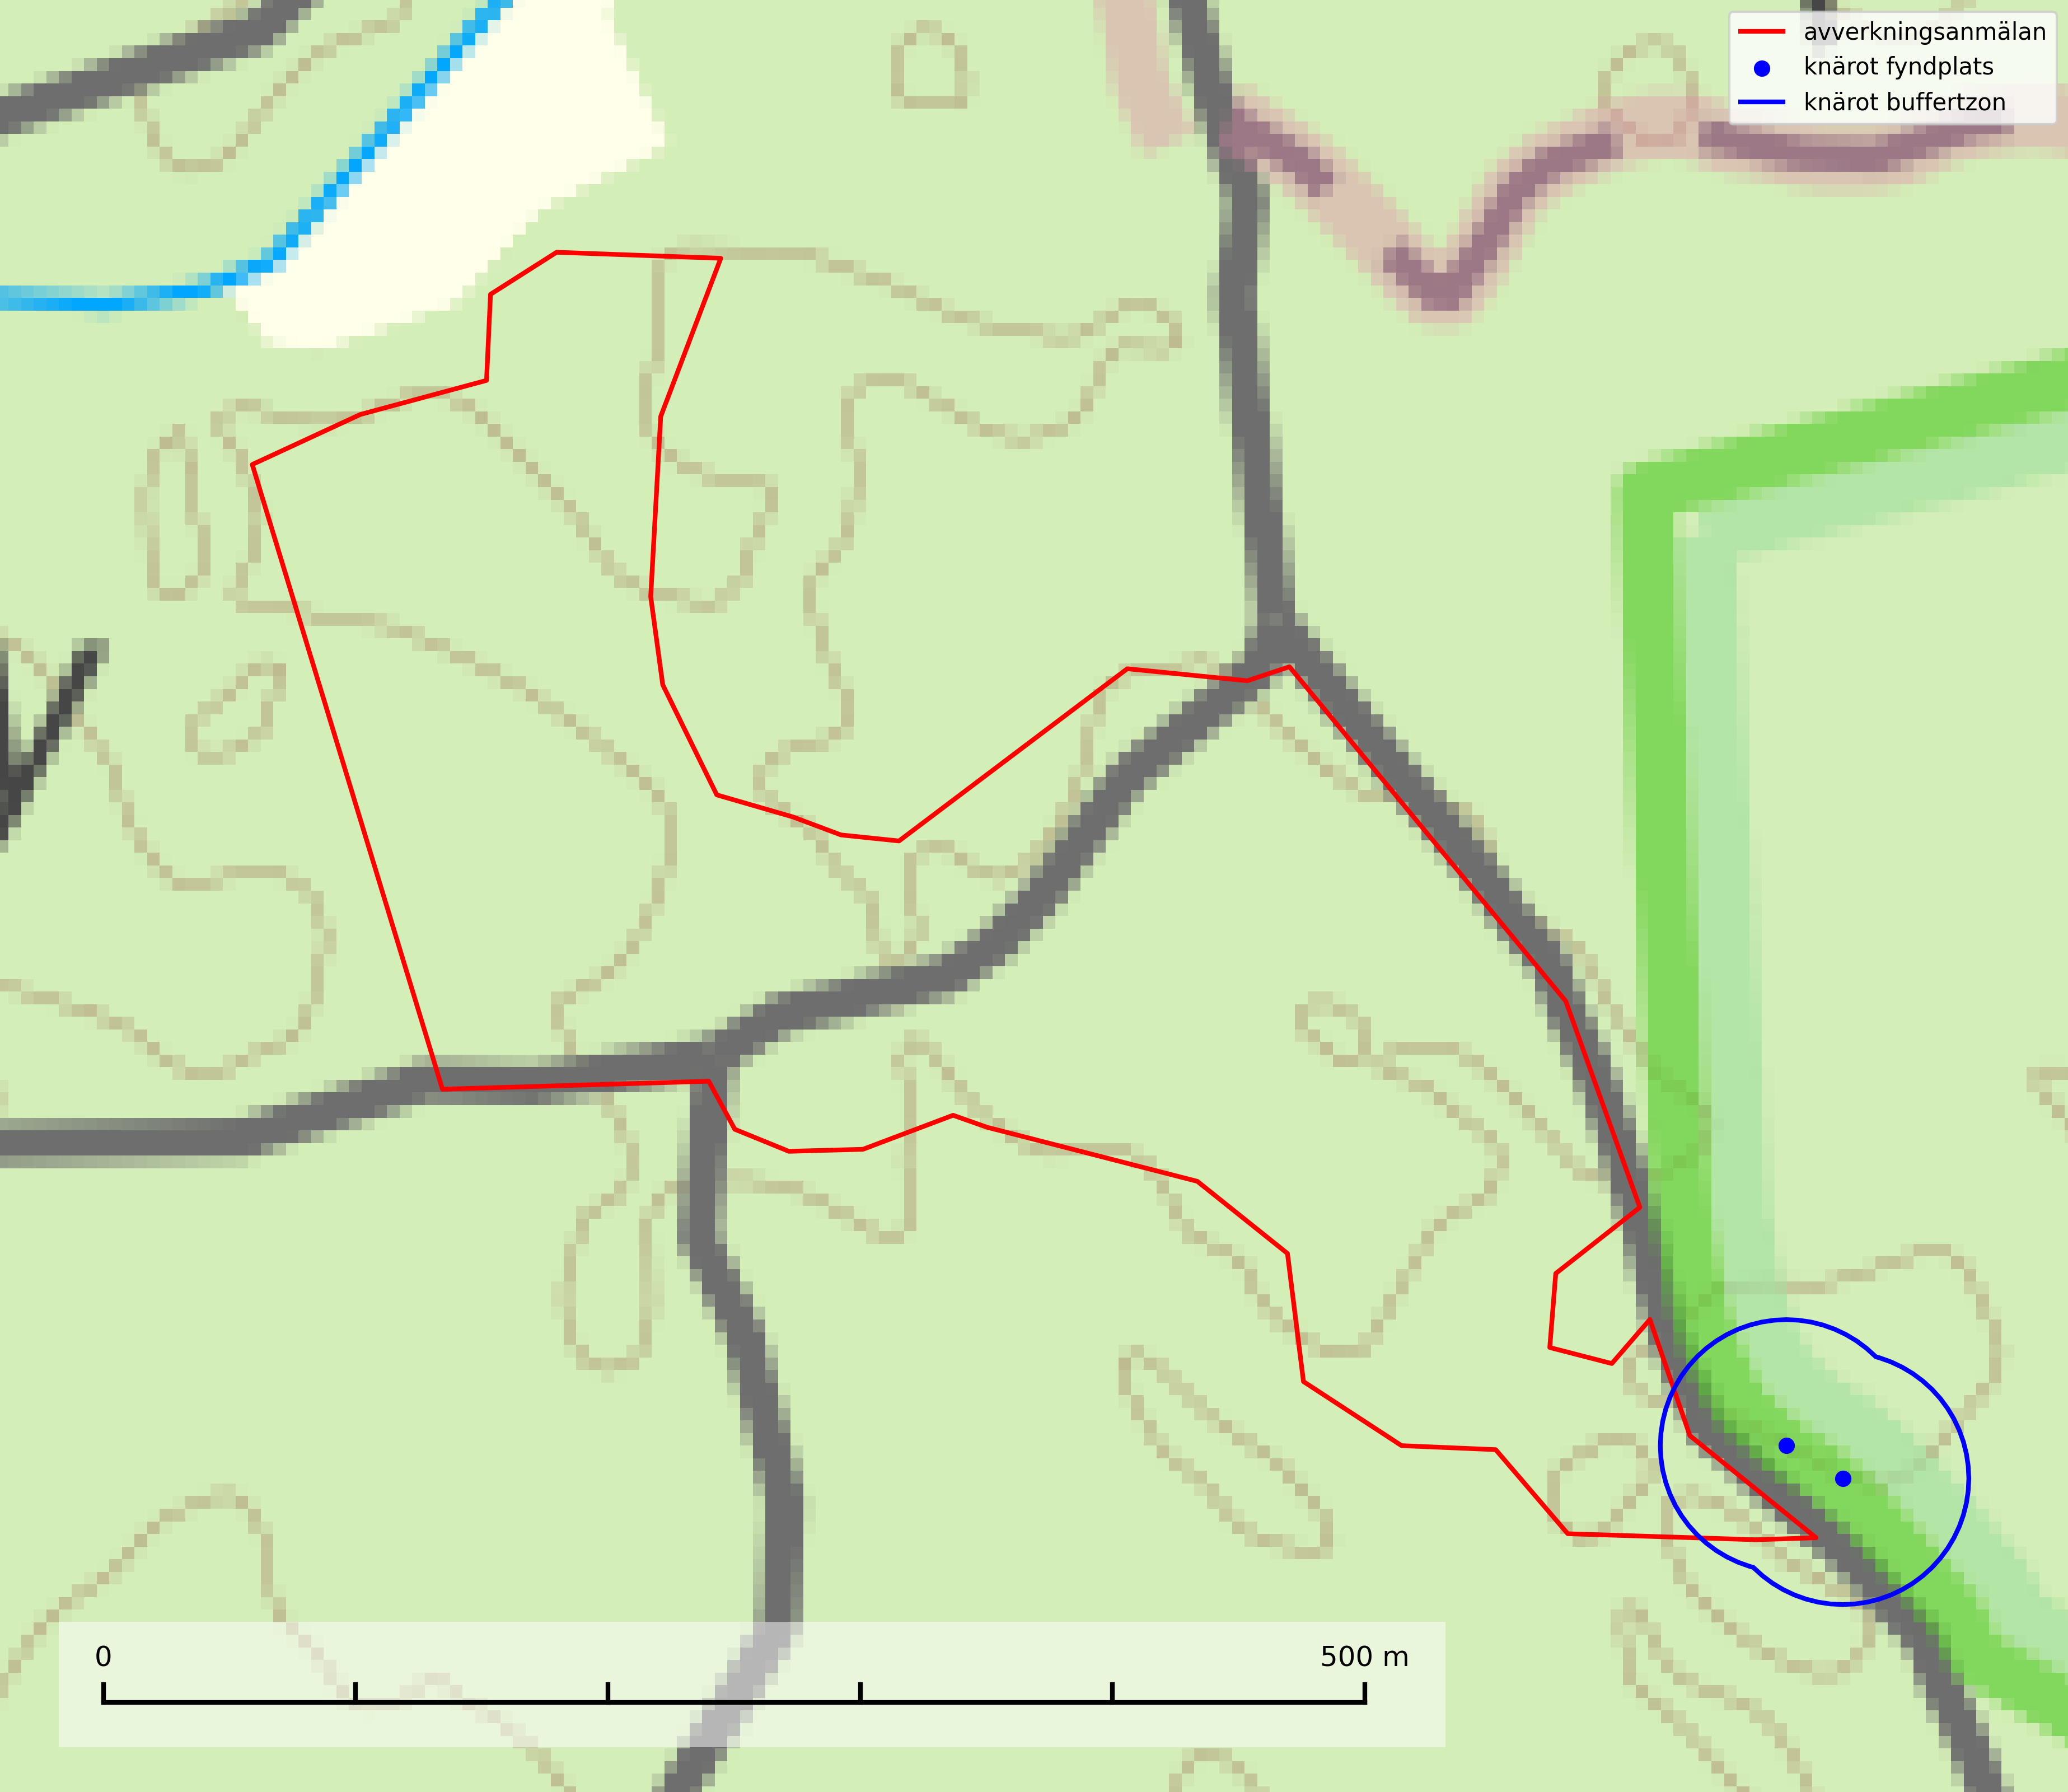 avverkningsanmälan
knärot fyndplats
knärot buffertzon
0 500 m